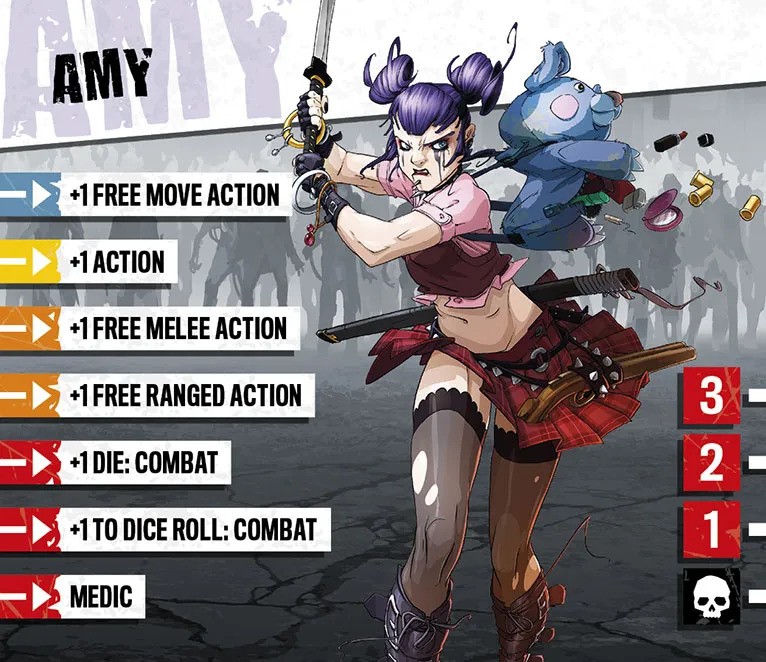 AMY
AMY
+1 FREE MOVE ACTION
+1 ACTION
+1 FREE MELEE ACTION
+1 FREE RANGED ACTION
+1 DIE: COMBAT
+1 TO DICE ROLL: COMBAT
MEDIC
3
2
1